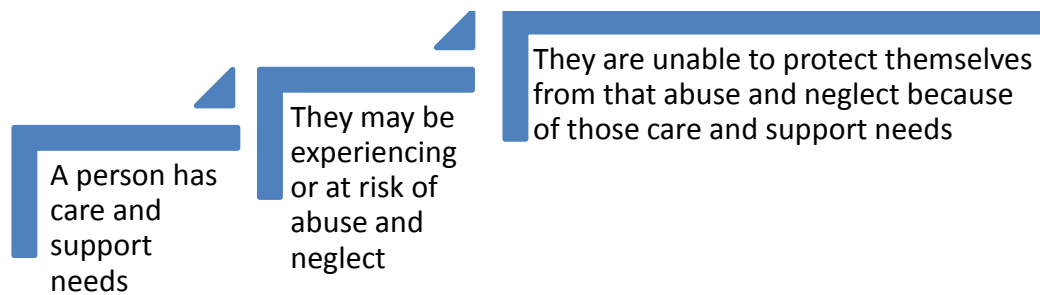 A person has
care and
support
needs
They may be
experiencing
or at risk of
abuse and
neglect
They are unable to protect themselves
from that abuse and neglect because
of those care and support needs